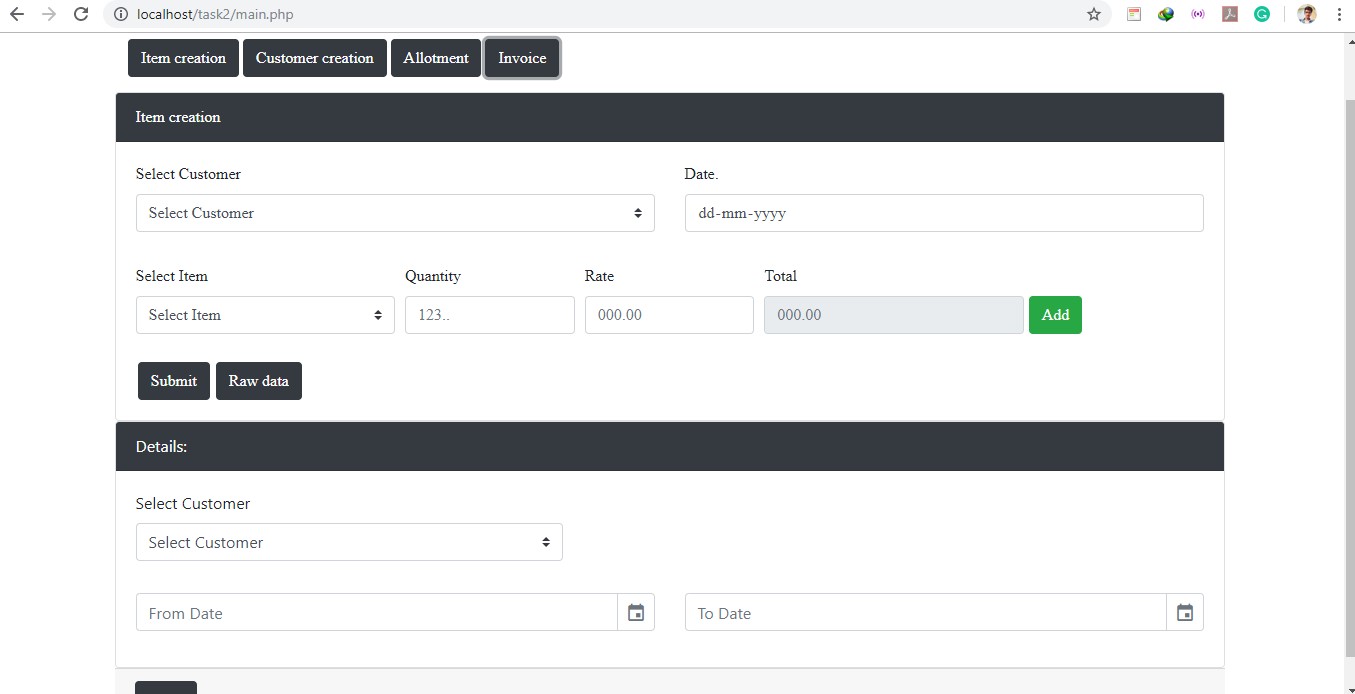 localhost/task2/main.php
Item creation Customer creation Allotment Invoice
Item creation
Select Customer Date.
Select Customer dd-mm-yyyy
Select Item Quantity Rate Total
Select Item 123.. 000.00 000.00 Add
Submit Raw data
Details:
Select Customer
Select Customer
From Date To Date